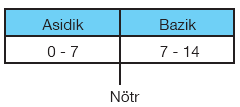 Asidik Bazik
0 - 7 7 - 14
Nötr